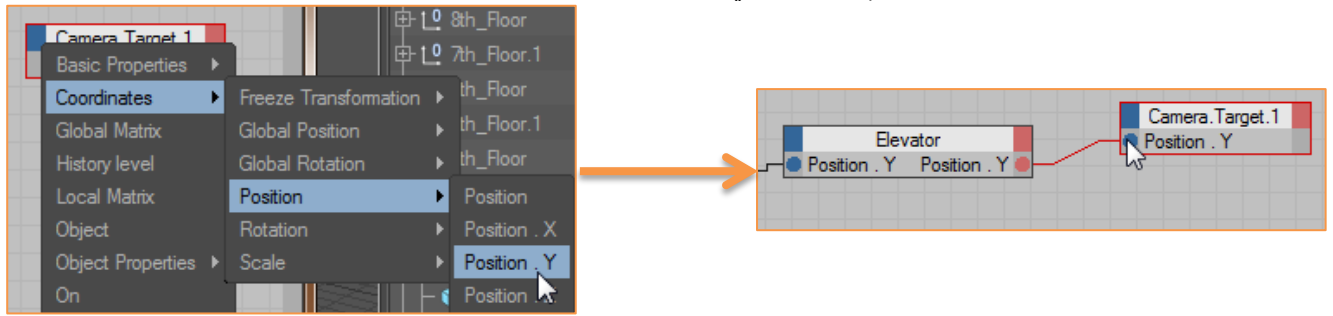 Camera.Target.1
Basic Properties
Coordinates
Global Matrix
History level
Local Matrix
Object
Object Properties
On
Freeze Transformation
Global Position
Global Rotation
Position
Rotation
Scale
Position
Position . X
Position . Y
Position .
8th_Floor
7th_Floor.1
th_Floor
th_Floor.1
th_Floor
Elevator
Position . Y Position . Y
Camera.Target.1
Position . Y